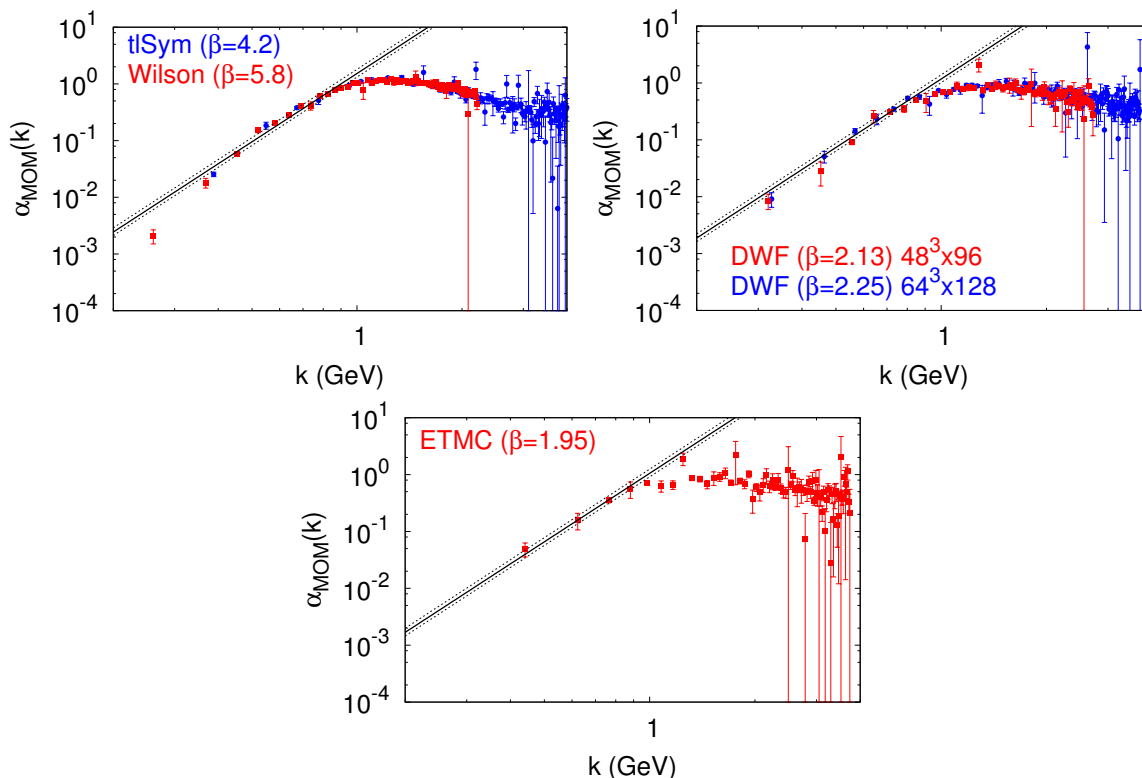 tlSym (β=4.2)
Wilson (β=5.8)
α_MOM(k)
10^1
10^0
10^-1
10^-2
10^-3
10^-4
1
k (GeV)
DWF (β=2.13) 48^3x96
DWF (β=2.25) 64^3x128
α_MOM(k)
10^1
10^0
10^-1
10^-2
10^-3
10^-4
1
k (GeV)
ETMC (β=1.95)
α_MOM(k)
10^1
10^0
10^-1
10^-2
10^-3
10^-4
1
k (GeV)